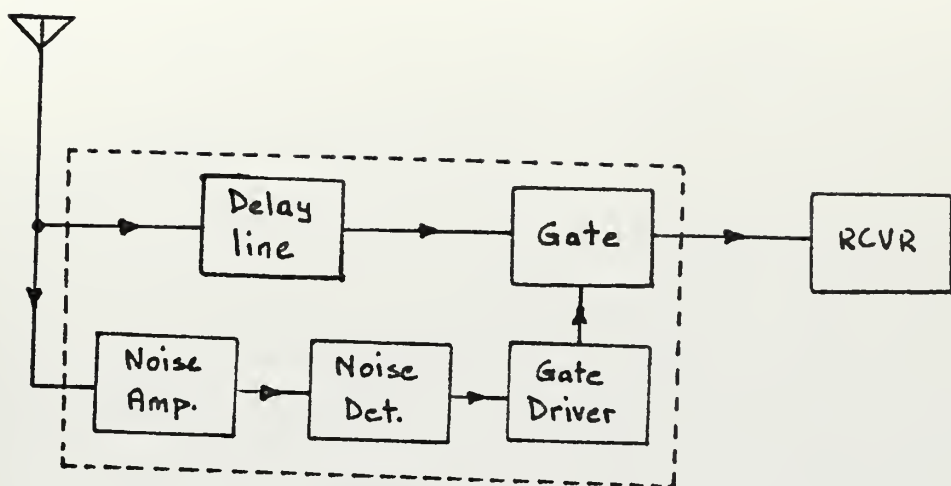 Delay
line
Gate
RCVR
Noise
Amp.
Noise
Det.
Gate
Driver